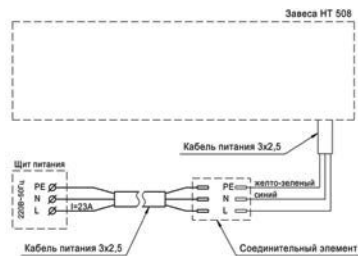 Завеса НТ 508
Кабель питания 3х2,5
Щит питания
220В~50Гц
PE
N
L
I=23A
PE
N
L
желто-зеленый
синий
Кабель питания 3х2,5
Соединительный элемент